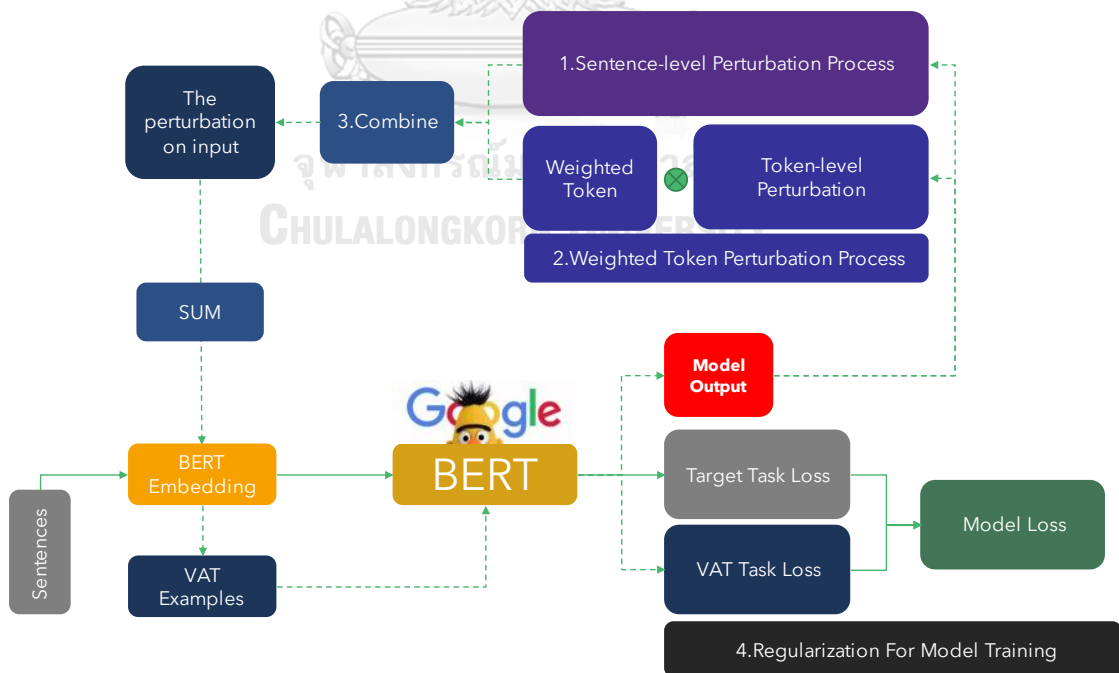 1.Sentence-level Perturbation Process
The
perturbation
on input
3.Combine
Weighted
Token
Token-level
Perturbation
2.Weighted Token Perturbation Process
CHULALONGKORN
SUM
Model
Output
Google
BERT
BERT
Embedding
Target Task Loss
Model Loss
Sentences
VAT
Examples
VAT Task Loss
4.Regularization For Model Training